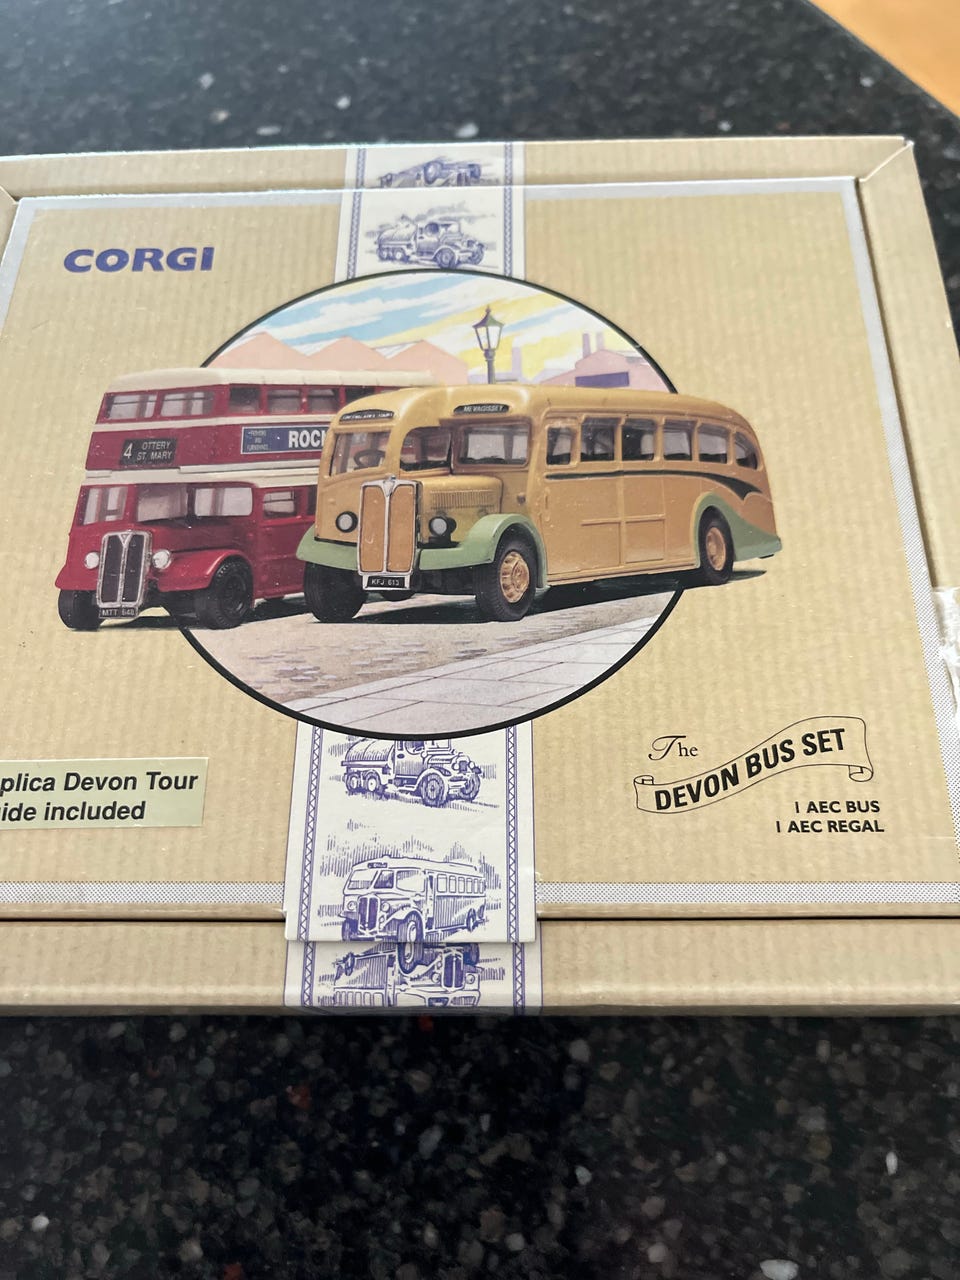 CORGI
MEVAGISSEY
4 OTTERY
ST. MARY
ROC
KFJ 613
MTT 640
The
DEVON BUS SET
1 AEC BUS
1 AEC REGAL
plica Devon Tour
ide included